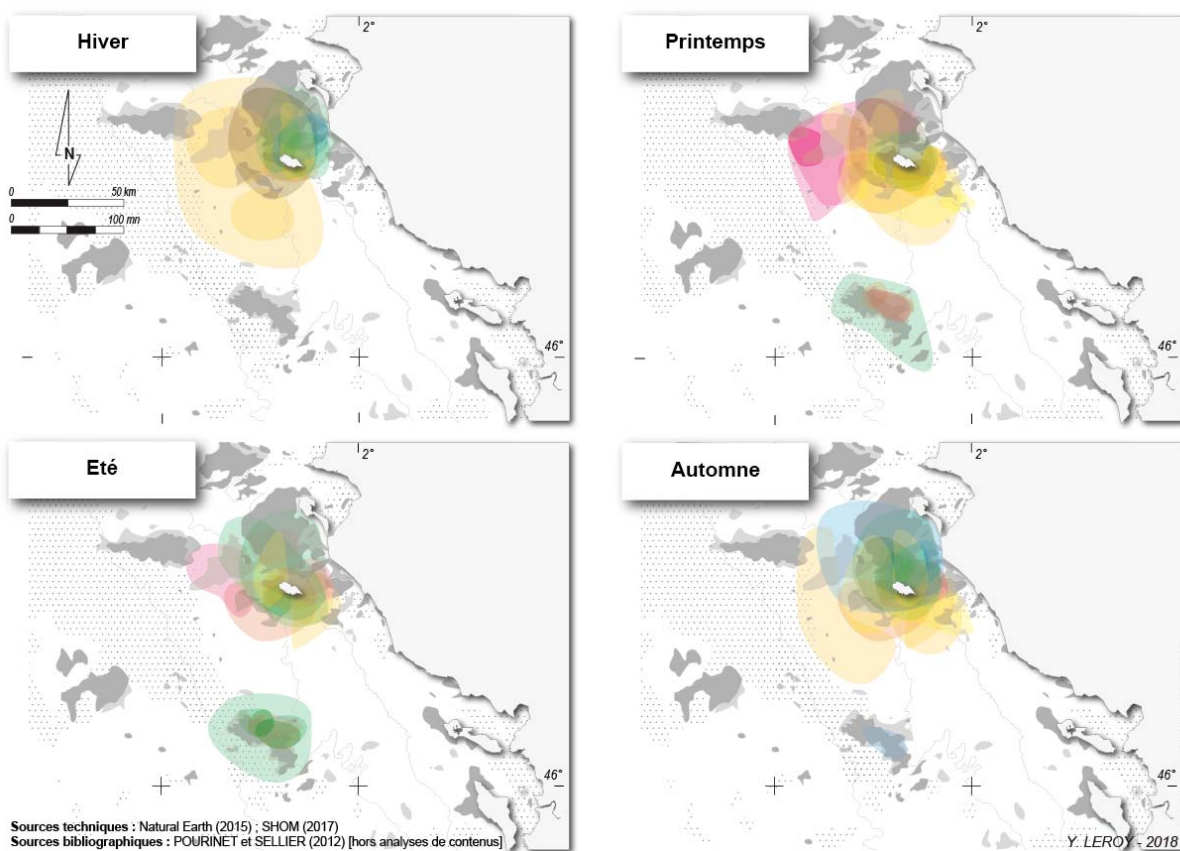 Hiver
2°
N
0 50 km
0 100 mn
46°
Printemps
2°
46°
Eté
2°
46°
Automne
2°
46°
Sources techniques : Natural Earth (2015) ; SHOM (2017)
Sources bibliographiques : POURINET et SELLIER (2012) [hors analyses de contenus]
Y. LEROY - 2018